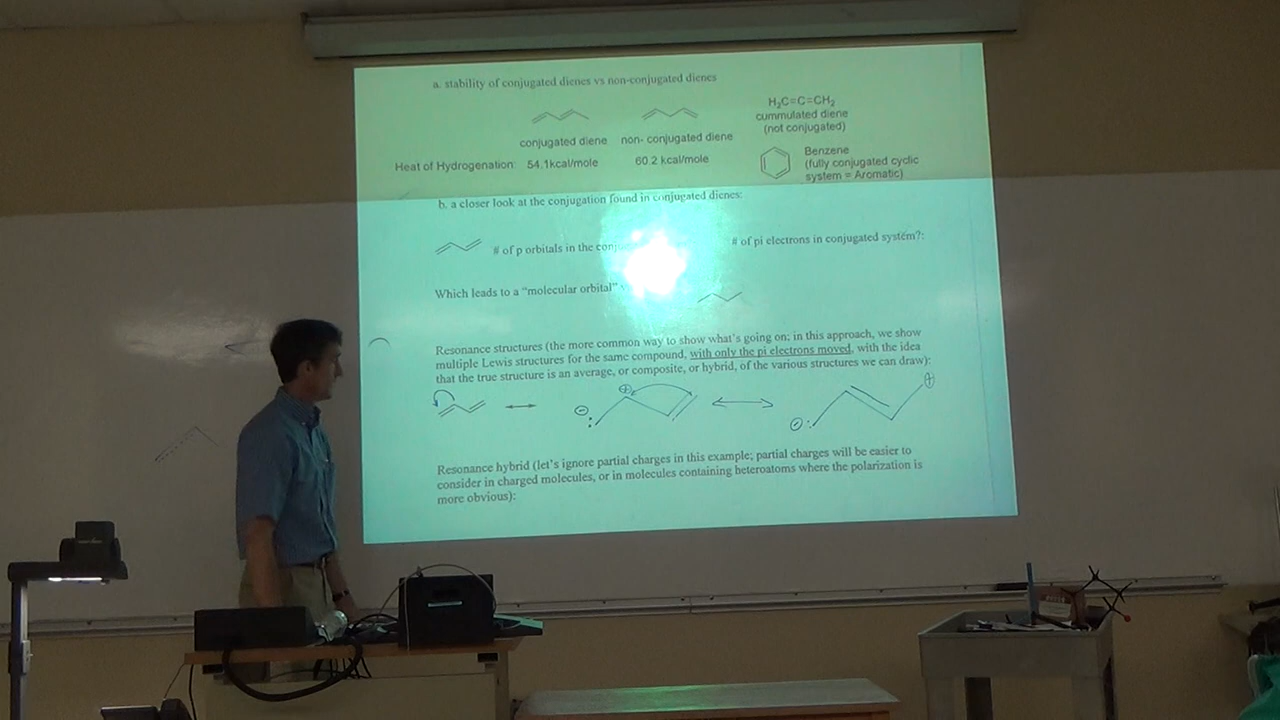 a. stability of conjugated dienes vs non-conjugated dienes
H₂C=C=CH₂
cummulated diene
(not conjugated)
conjugated diene non- conjugated diene
Heat of Hydrogenation: 54.1kcal/mole 60.2 kcal/mole
Benzene
(fully conjugated cyclic
system = Aromatic)
b. a closer look at the conjugation found in conjugated dienes:
# of p orbitals in the # of pi electrons in conjugated system?:
Which leads to a "molecular orbital"
Resonance structures (the more common way to show what's going on; in this approach, we show
multiple Lewis structures for the same compound, with only the pi electrons moved, with the idea
that the true structure is an average, or composite, or hybrid, of the various structures we can draw):
Resonance hybrid (let's ignore partial charges in this example; partial charges will be easier to
consider in charged molecules, or in molecules containing heteroatoms where the polarization is
more obvious):